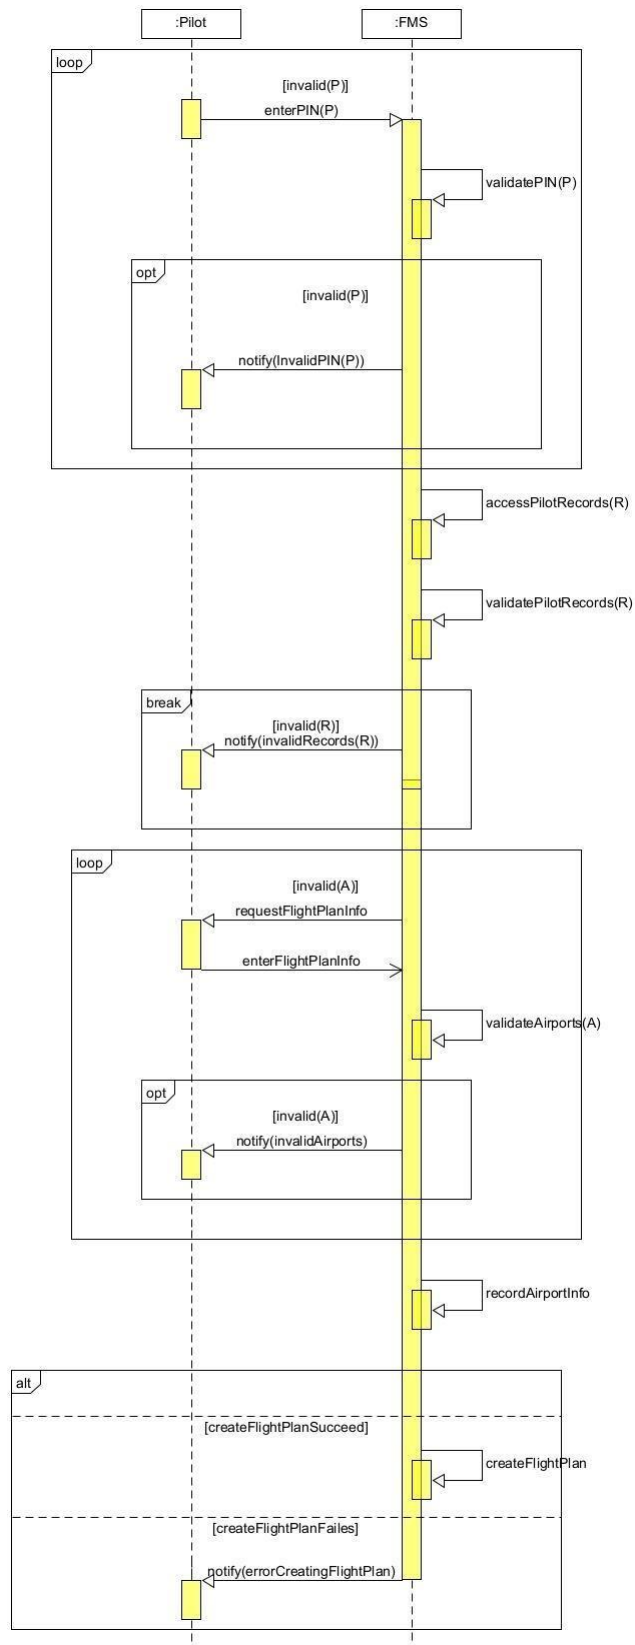 :Pilot
:FMS
loop
[invalid(P)]
enterPIN(P)
validatePIN(P)
opt
[invalid(P)]
notify(InvalidPIN(P))
accessPilotRecords(R)
validatePilotRecords(R)
break
[invalid(R)]
notify(invalidRecords(R))
loop
[invalid(A)]
requestFlightPlanInfo
enterFlightPlanInfo
validateAirports(A)
opt
[invalid(A)]
notify(invalidAirports)
recordAirportInfo
alt
[createFlightPlanSucceed]
createFlightPlan
[createFlightPlanFailes]
notify(errorCreatingFlightPlan)